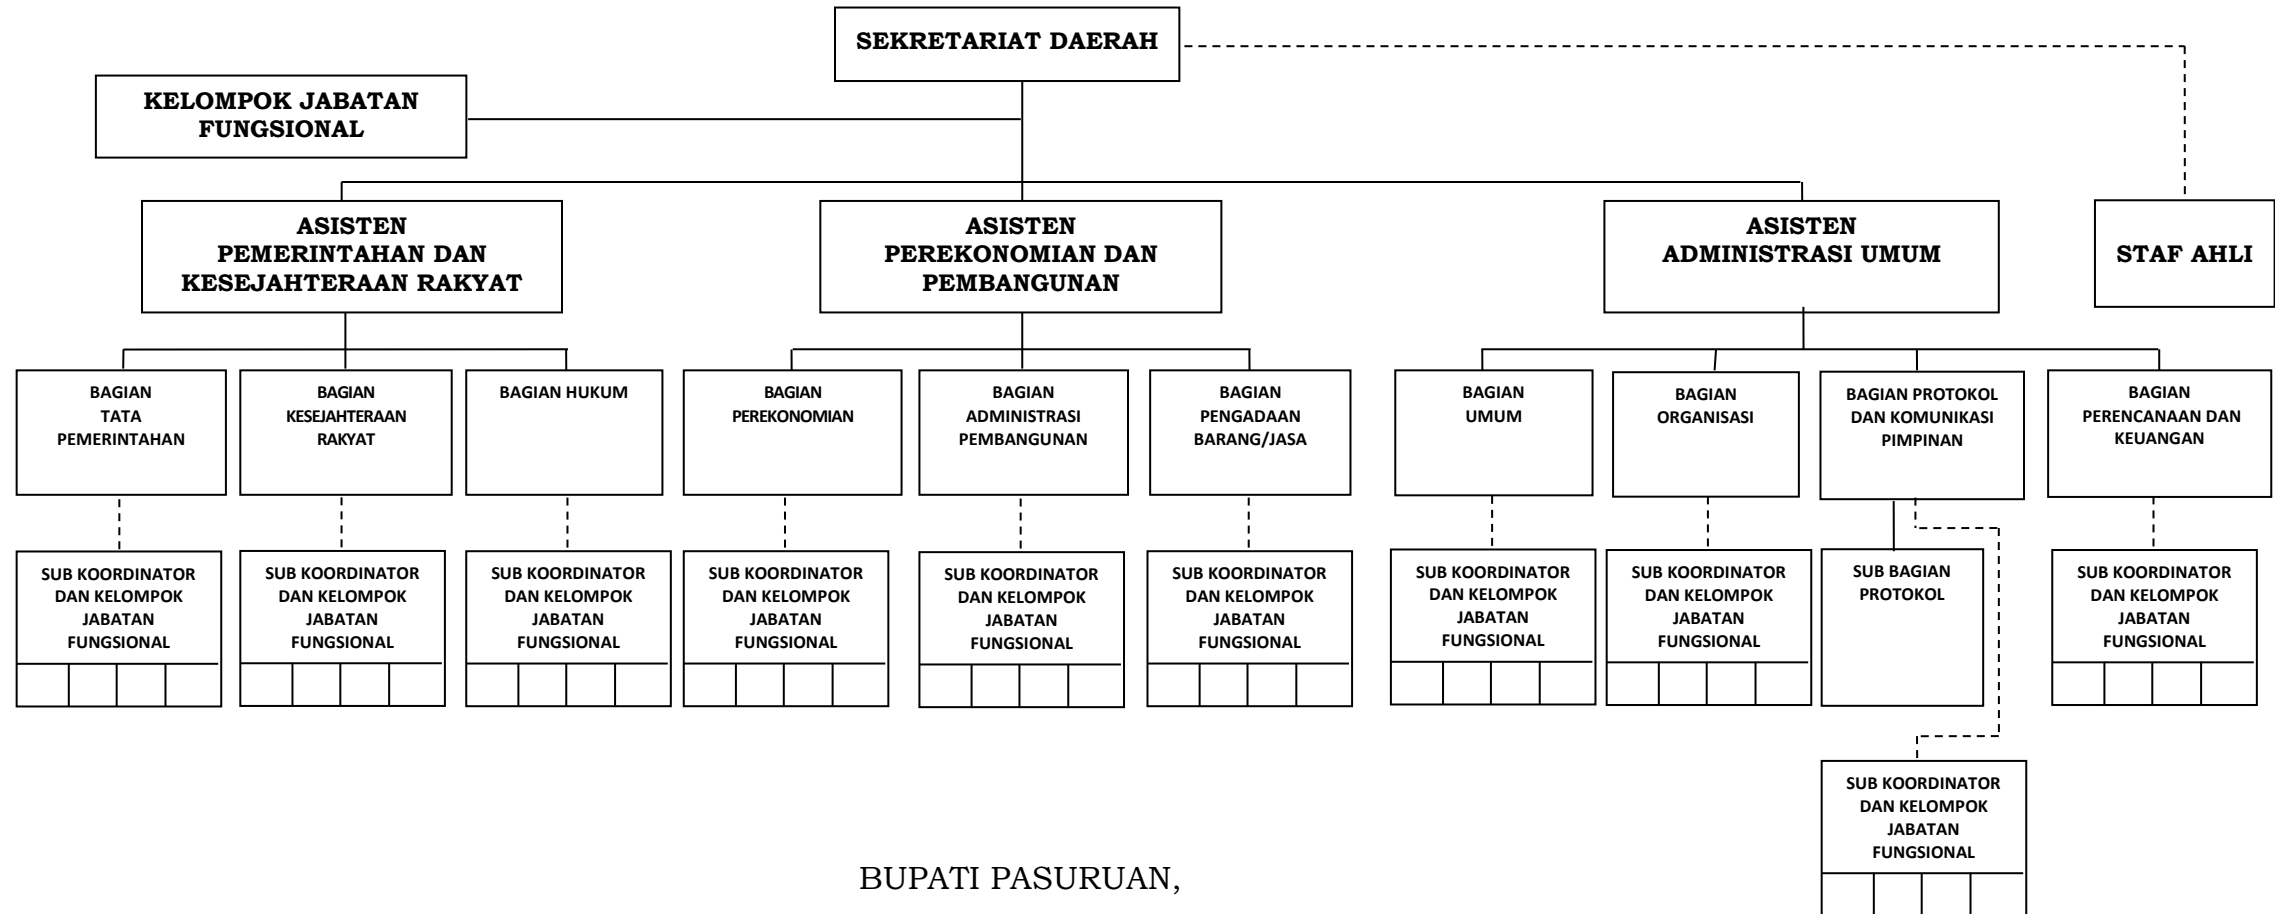 SEKRETARIAT DAERAH
KELOMPOK JABATAN
FUNGSIONAL
ASISTEN
PEMERINTAHAN DAN
KESEJAHTERAAN RAKYAT
ASISTEN
PEREKONOMIAN DAN
PEMBANGUNAN
ASISTEN
ADMINISTRASI UMUM
STAF AHLI
BAGIAN
TATA
PEMERINTAHAN
BAGIAN
KESEJAHTERAAN
RAKYAT
BAGIAN HUKUM
BAGIAN
PEREKONOMIAN
BAGIAN
ADMINISTRASI
PEMBANGUNAN
BAGIAN
PENGADAAN
BARANG/JASA
BAGIAN
UMUM
BAGIAN
ORGANISASI
BAGIAN PROTOKOL
DAN KOMUNIKASI
PIMPINAN
BAGIAN
PERENCANAAN DAN
KEUANGAN
SUB KOORDINATOR
DAN KELOMPOK
JABATAN
FUNGSIONAL
SUB KOORDINATOR
DAN KELOMPOK
JABATAN
FUNGSIONAL
SUB KOORDINATOR
DAN KELOMPOK
JABATAN
FUNGSIONAL
SUB KOORDINATOR
DAN KELOMPOK
JABATAN
FUNGSIONAL
SUB KOORDINATOR
DAN KELOMPOK
JABATAN
FUNGSIONAL
SUB KOORDINATOR
DAN KELOMPOK
JABATAN
FUNGSIONAL
SUB KOORDINATOR
DAN KELOMPOK
JABATAN
FUNGSIONAL
SUB KOORDINATOR
DAN KELOMPOK
JABATAN
FUNGSIONAL
SUB BAGIAN
PROTOKOL
SUB KOORDINATOR
DAN KELOMPOK
JABATAN
FUNGSIONAL
SUB KOORDINATOR
DAN KELOMPOK
JABATAN
FUNGSIONAL
BUPATI PASURUAN,